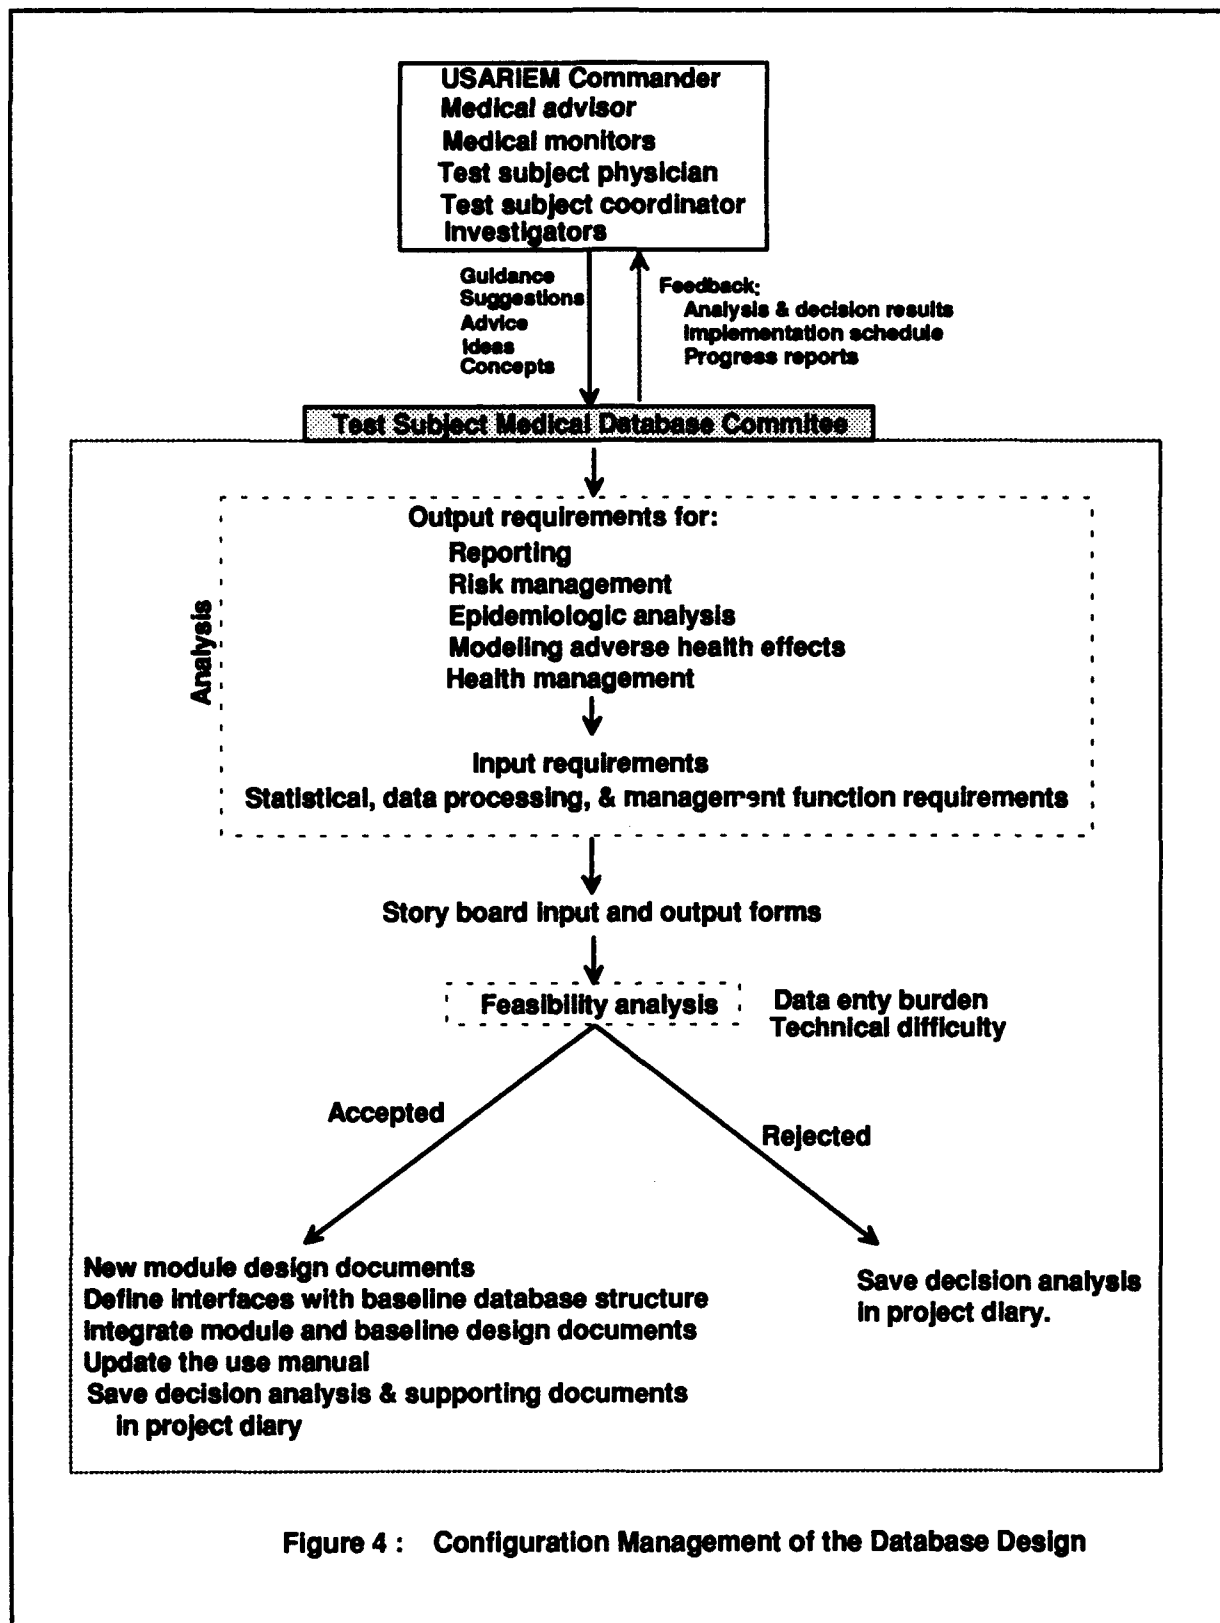 USARIEM Commander
Medical advisor
Medical monitors
Test subject physician
Test subject coordinator
Investigators
Guidance
Suggestions
Advice
Ideas
Concepts
Feedback:
Analysis & decision results
Implementation schedule
Progress reports
Test Subject Medical Database Commitee
Analysis
Output requirements for:
Reporting
Risk management
Epidemiologic analysis
Modeling adverse health effects
Health management
Input requirements
Statistical, data processing, & management function requirements
Story board input and output forms
Feasibility analysis
Data enty burden
Technical difficulty
Accepted
Rejected
New module design documents
Define interfaces with baseline database structure
Integrate module and baseline design documents
Update the use manual
Save decision analysis & supporting documents
in project diary
Save decision analysis
in project diary.
Figure 4 : Configuration Management of the Database Design